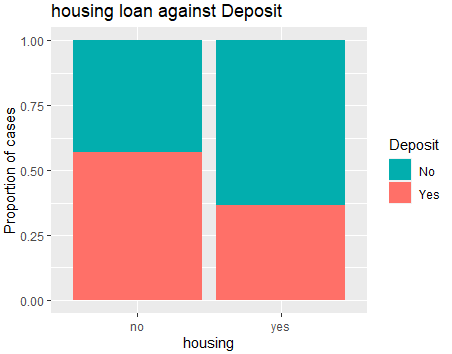 housing loan against Deposit
Proportion of cases
1.00
0.75
0.50
0.25
0.00
no yes
housing
Deposit
No
Yes